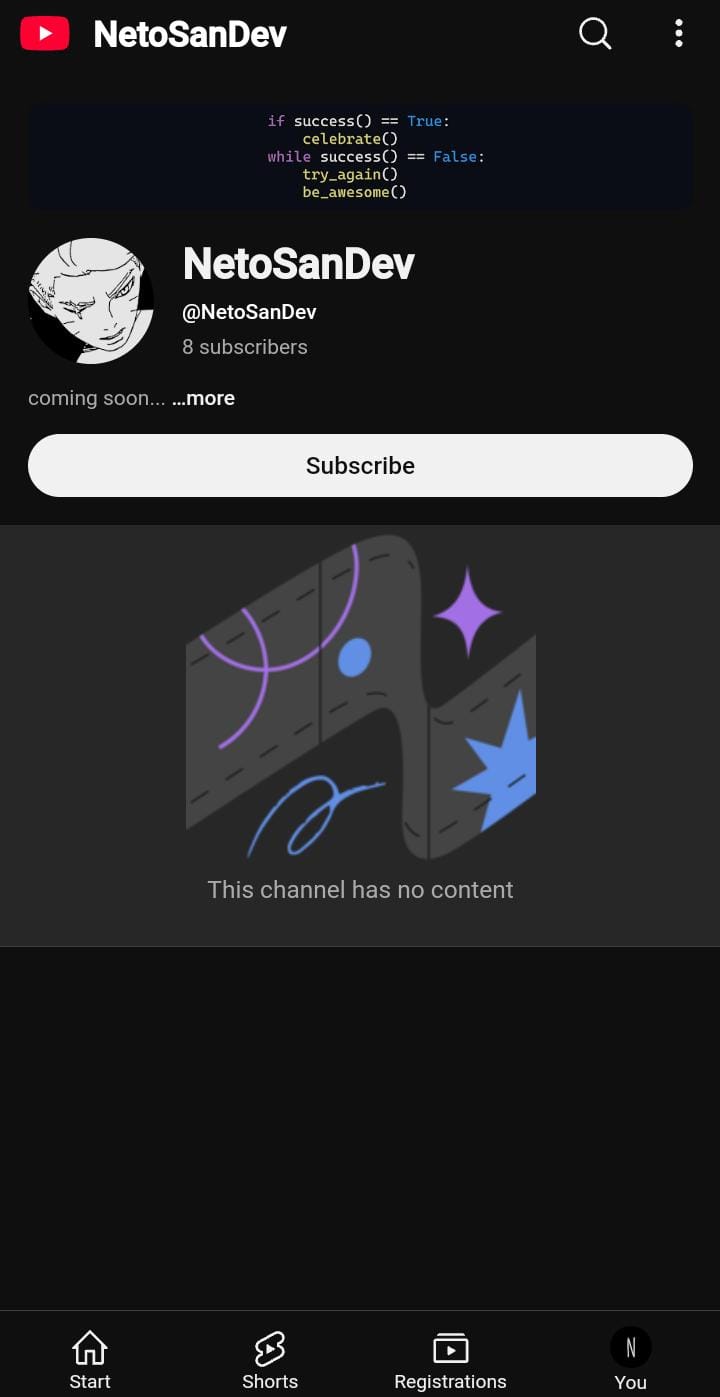 NetoSanDev
if success() == True:
celebrate()
while success() == False:
try_again()
be_awesome()
NetoSanDev
@NetoSanDev
8 subscribers
coming soon... ...more
Subscribe
This channel has no content
Start
Shorts
Registrations
N
You